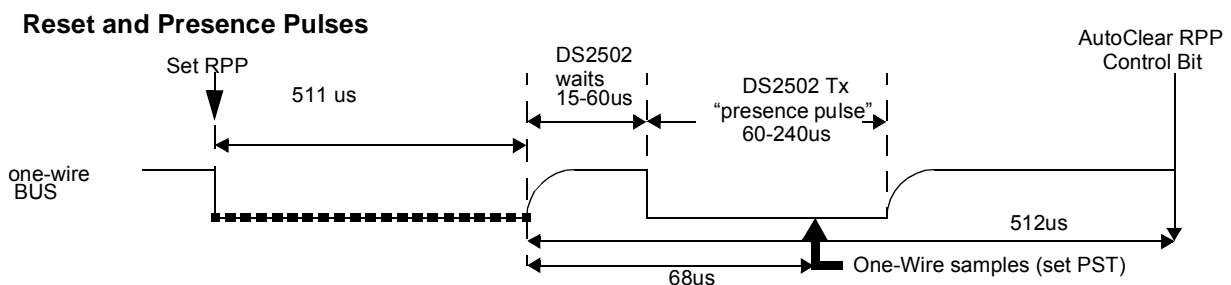 Reset and Presence Pulses
AutoClear RPP
Control Bit
Set RPP
DS2502
waits
15-60us
511 us
DS2502 Tx
“presence pulse”
60-240us
one-wire
BUS
512us
One-Wire samples (set PST)
68us